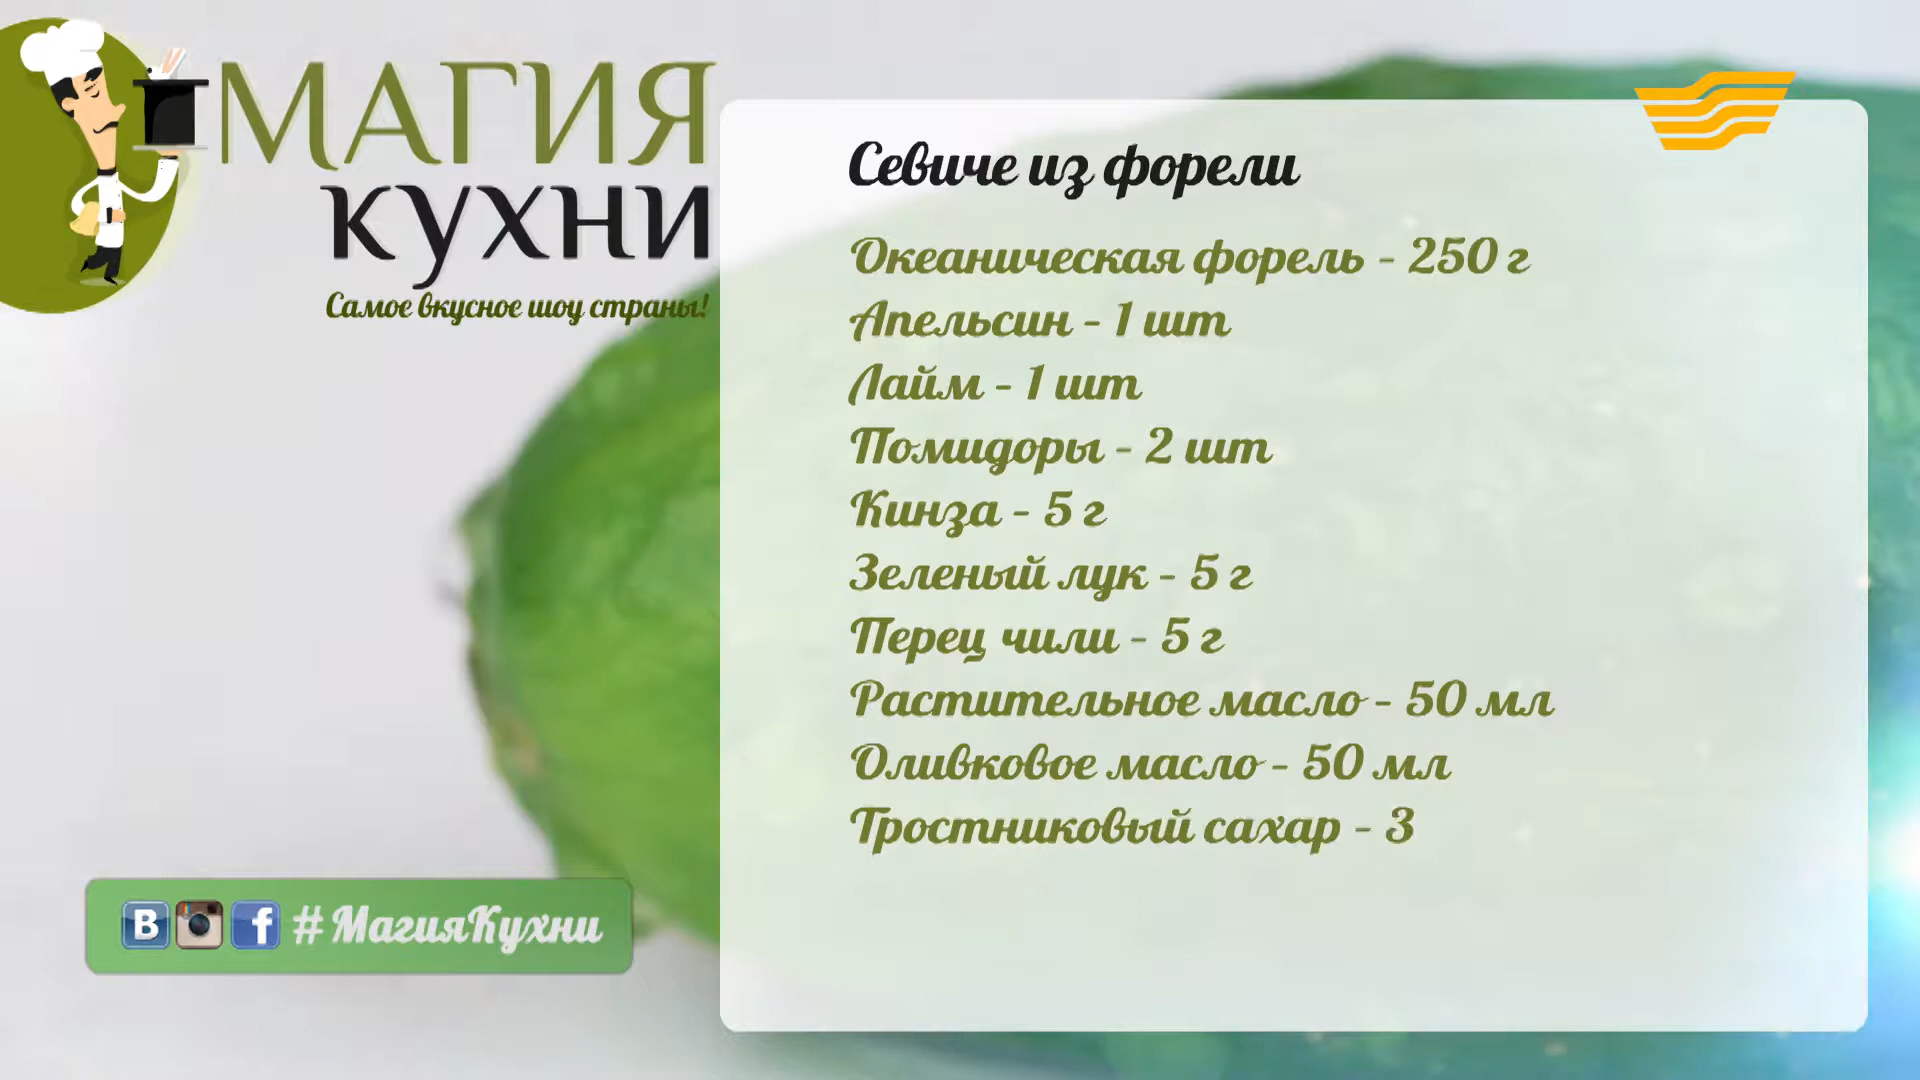 МАГИЯ
КУХНИ
Самое вкусное шоу страны!
Севиче из форели
Океаническая форель - 250 г
Апельсин - 1 шт
Лайм - 1 шт
Помидоры - 2 шт
Кинза - 5 г
Зеленый лук - 5 г
Перец чили - 5 г
Растительное масло - 50 мл
Оливковое масло - 50 мл
Тростниковый сахар - 3
В f #МагияКухни